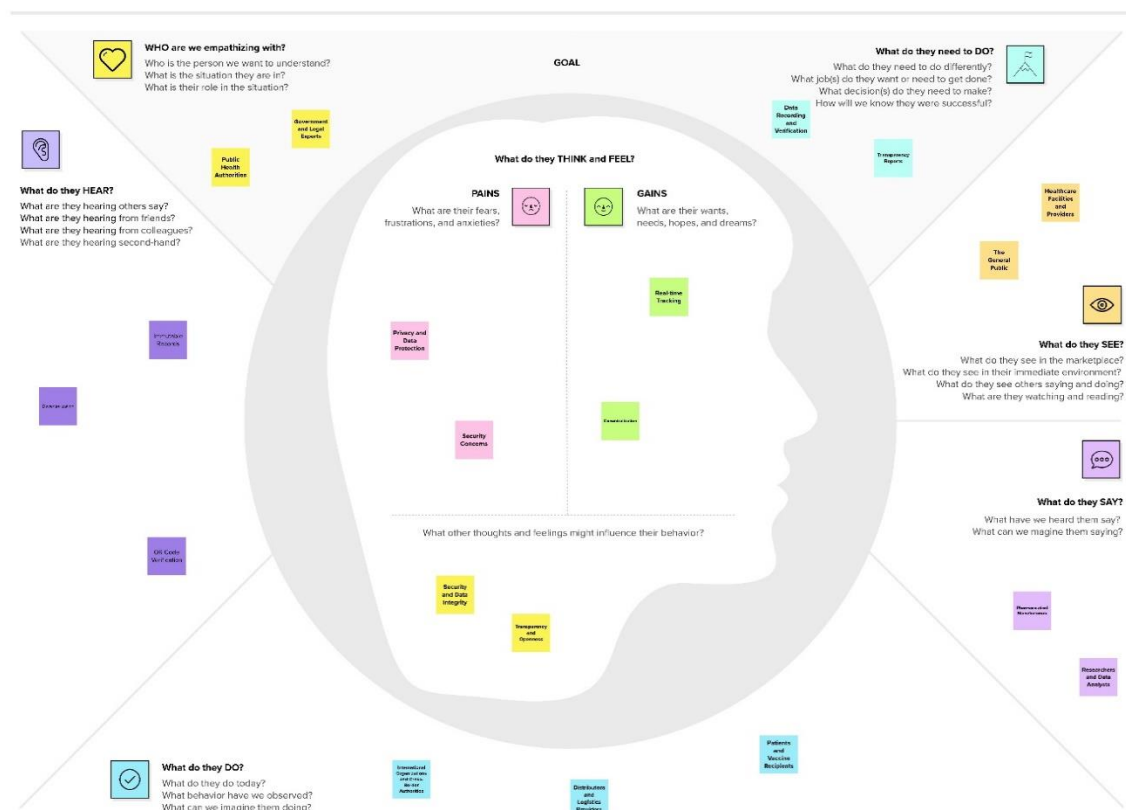 WHO are we empathizing with?
Who is the person we want to understand?
What is the situation they are in?
What is their role in the situation?
Government
and Legal
Experts
Public
Health
Authorities
GOAL
What do they need to DO?
What do they need to do differently?
What job(s) do they want or need to get done?
What decision(s) do they need to make?
How will we know they were successful?
Data
Recording
and
Verification
Transparency
Reports
What do they HEAR?
What are they hearing others say?
What are they hearing from friends?
What are they hearing from colleagues?
What are they hearing second-hand?
Immutable
Records
QR Code
Verification
What do they THINK and FEEL?
PAINS
What are their fears,
frustrations, and anxieties?
Privacy and
Data
Protection
Security
Concerns
GAINS
What are their wants,
needs, hopes, and dreams?
Real-time
Tracking
What other thoughts and feelings might influence their behavior?
Security
and Data
Integrity
Transparency
and
Openness
Healthcare
Facilities
and
Providers
The
General
Public
What do they SEE?
What do they see in the marketplace?
What do they see in their immediate environment?
What do they see others saying and doing?
What are they watching and reading?
What do they SAY?
What have we heard them say?
What can we magine them saying?
Pharmaceutical
Manufacturers
Researchers
and Data
Analysts
What do they DO?
What do they do today?
What behavior have we observed?
What can we imagine them doing?
International
Organizations
and Cross-
Border
Authorities
Distributors
and
Logistics
Providers
Patients
and
Vaccine
Recipients